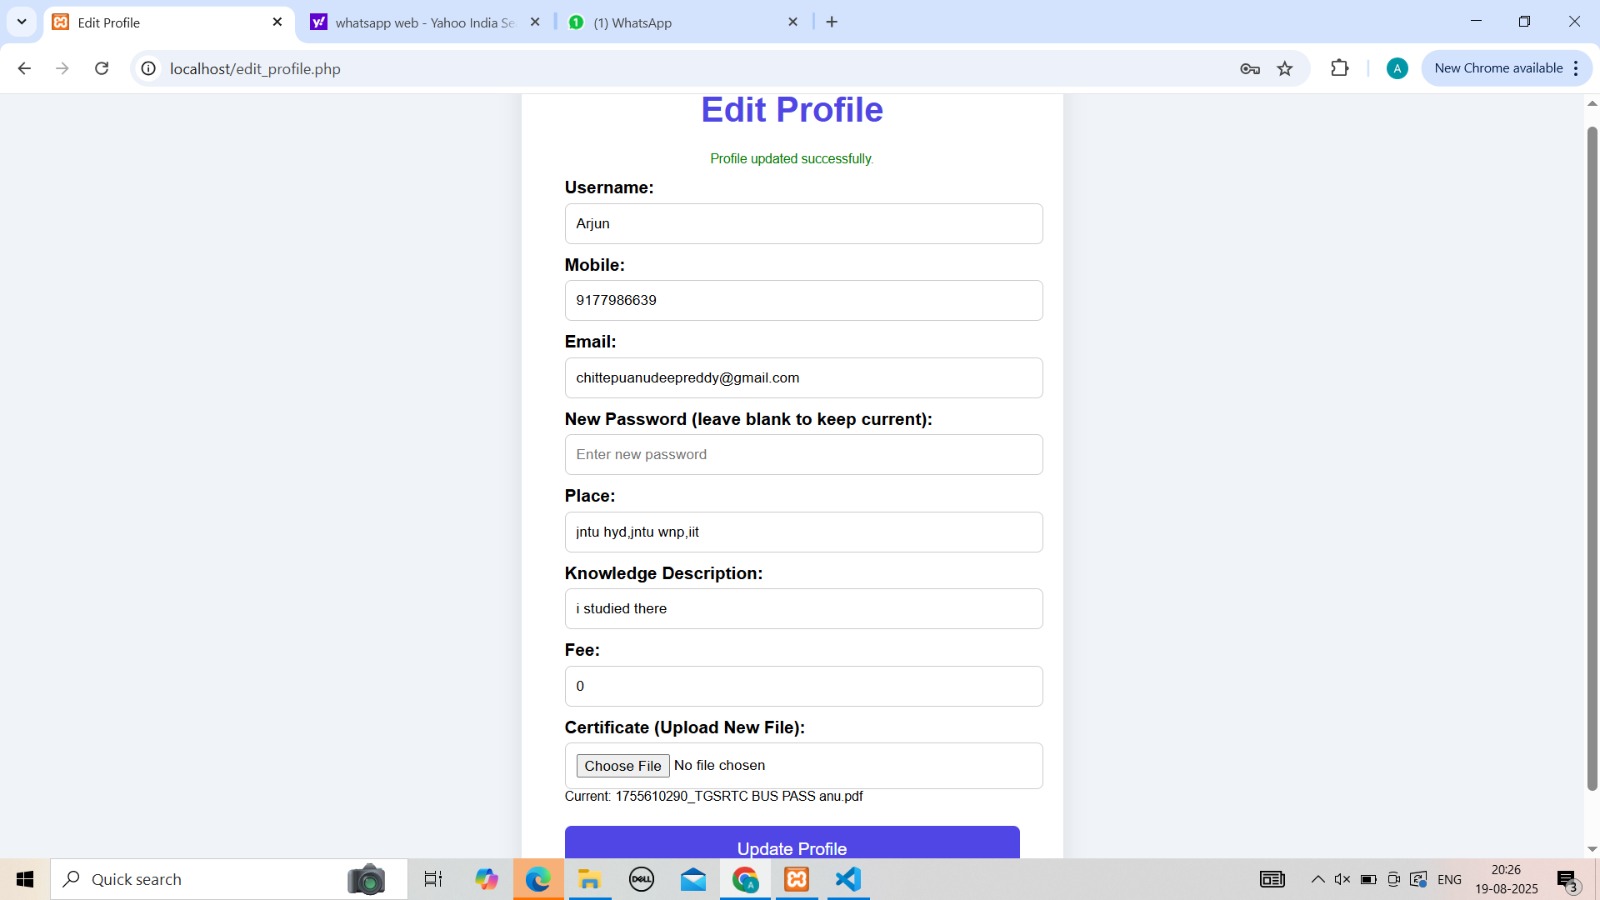 Edit Profile
whatsapp web - Yahoo India Se
(1) WhatsApp
localhost/edit_profile.php
A
New Chrome available
Edit Profile
Profile updated successfully.
Username:
Arjun
Mobile:
9177986639
Email:
chittepuanudeepreddy@gmail.com
New Password (leave blank to keep current):
Enter new password
Place:
jntu hyd,jntu wnp,iit
Knowledge Description:
i studied there
Fee:
0
Certificate (Upload New File):
Choose File No file chosen
Current: 1755610290_TGSRTC BUS PASS anu.pdf
Update Profile
Quick search
DELL
A
ENG
20:26
19-08-2025
3